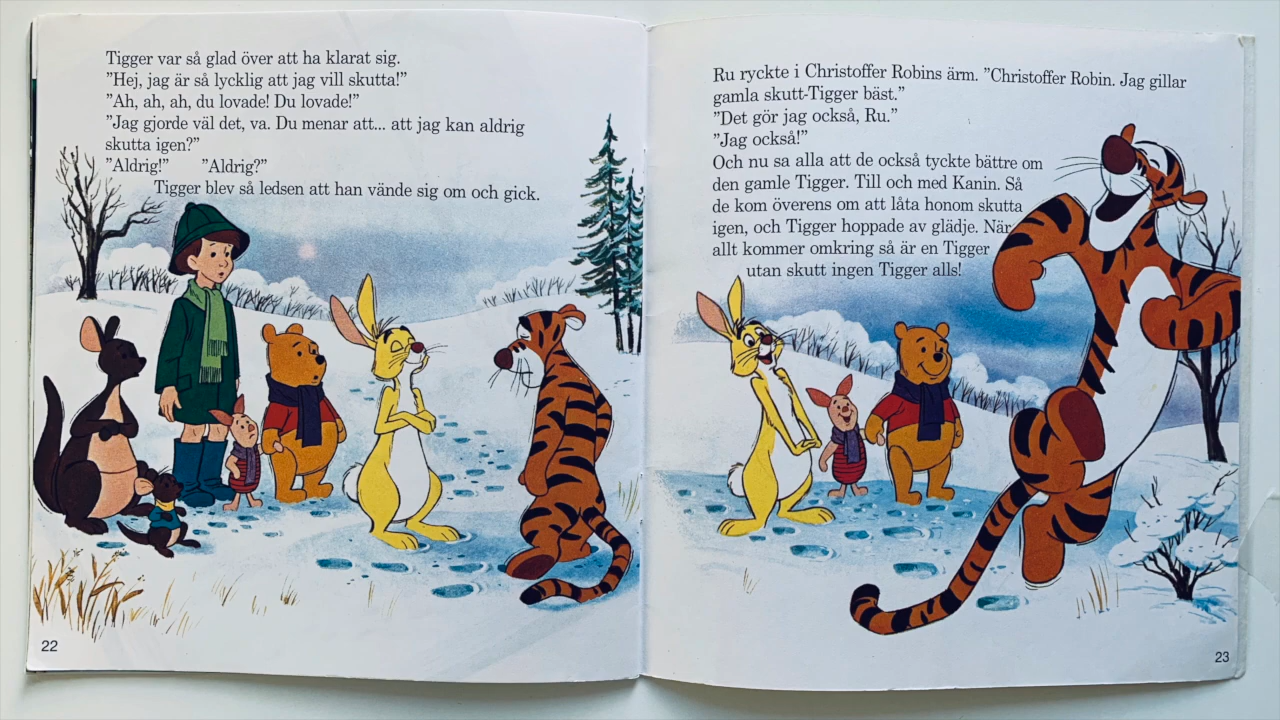 Tigger var så glad över att ha klarat sig.
”Hej, jag är så lycklig att jag vill skutta!”
”Ah, ah, ah, du lovade! Du lovade!”
”Jag gjorde väl det, va. Du menar att... att jag kan aldrig
skutta igen?”
”Aldrig!” ”Aldrig?”
Tigger blev så ledsen att han vände sig om och gick.
22
Ru ryckte i Christoffer Robins ärm. ”Christoffer Robin. Jag gillar
gamla skutt-Tigger bäst.”
”Det gör jag också, Ru.”
”Jag också!”
Och nu sa alla att de också tyckte bättre om
den gamle Tigger. Till och med Kanin. Så
de kom överens om att låta honom skutta
igen, och Tigger hoppade av glädje. När
allt kommer omkring så är en Tigger
utan skutt ingen Tigger alls!
23